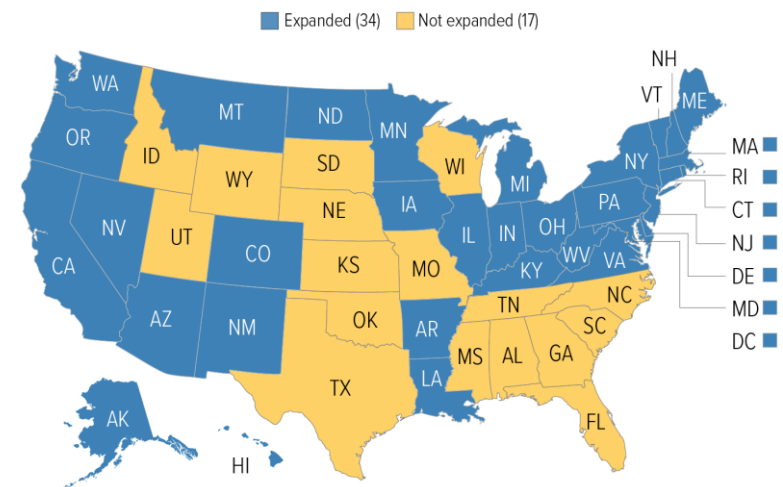 Expanded (34) Not expanded (17)
NH
WA
VT
ME
MT
ND
MN
OR
MA
ID
SD
WI
NY
WY
MI
RI
IA
PA
CT
NE
NV
IL
IN
OH
NJ
UT
CO
WV
VA
CA
KS
MO
KY
DE
NC
TN
MD
AZ
OK
AR
SC
NM
DC
MS
AL
GA
LA
TX
AK
FL
HI